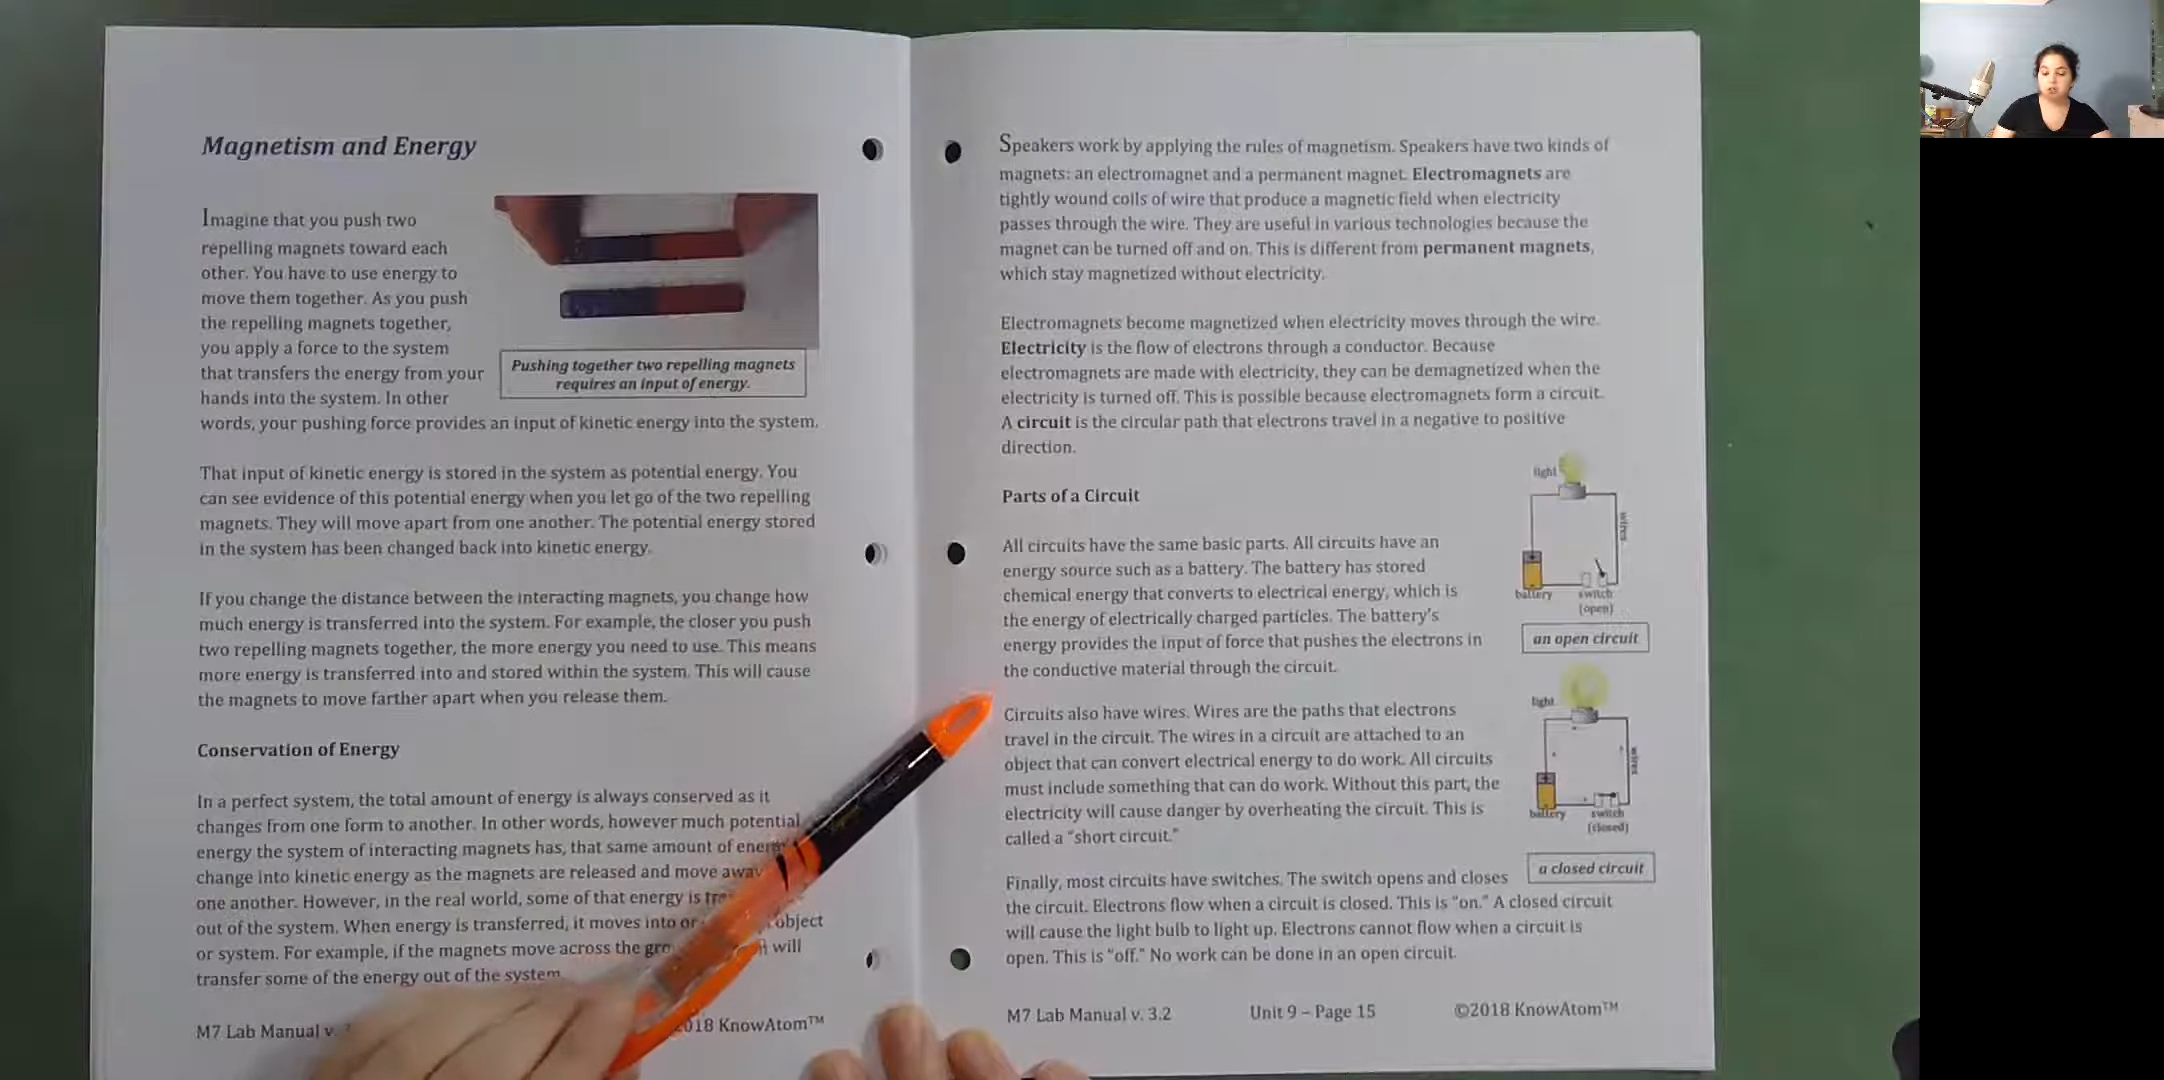 Magnetism and Energy
Imagine that you push two
repelling magnets toward each
other. You have to use energy to
move them together. As you push
the repelling magnets together,
you apply a force to the system
that transfers the energy from your
hands into the system. In other
words, your pushing force provides an input of kinetic energy into the system.
Pushing together two repelling magnets
requires an input of energy.
That input of kinetic energy is stored in the system as potential energy. You
can see evidence of this potential energy when you let go of the two repelling
magnets. They will move apart from one another. The potential energy stored
in the system has been changed back into kinetic energy.
If you change the distance between the interacting magnets, you change how
much energy is transferred into the system. For example, the closer you push
two repelling magnets together, the more energy you need to use. This means
more energy is transferred into and stored within the system. This will cause
the magnets to move farther apart when you release them.
Conservation of Energy
In a perfect system, the total amount of energy is always conserved as it
changes from one form to another. In other words, however much potential
energy the system of interacting magnets has, that same amount of
change into kinetic energy as the magnets are released and move
one another. However, in the real world, some of that energy is
out of the system. When energy is transferred, it moves into or object
or system. For example, if the magnets move across the will
transfer some of the energy out of the system.
M7 Lab Manual v. 2018 KnowAtom™
Speakers work by applying the rules of magnetism. Speakers have two kinds of
magnets: an electromagnet and a permanent magnet. Electromagnets are
tightly wound coils of wire that produce a magnetic field when electricity
passes through the wire. They are useful in various technologies because the
magnet can be turned off and on. This is different from permanent magnets,
which stay magnetized without electricity.
Electromagnets become magnetized when electricity moves through the wire.
Electricity is the flow of electrons through a conductor. Because
electromagnets are made with electricity, they can be demagnetized when the
electricity is turned off. This is possible because electromagnets form a circuit.
A circuit is the circular path that electrons travel in a negative to positive
direction.
Parts of a Circuit
All circuits have the same basic parts. All circuits have an
energy source such as a battery. The battery has stored
chemical energy that converts to electrical energy, which is
the energy of electrically charged particles. The battery's
energy provides the input of force that pushes the electrons in
the conductive material through the circuit.
light
wires
battery switch
(open)
an open circuit
Circuits also have wires. Wires are the paths that electrons
travel in the circuit. The wires in a circuit are attached to an
object that can convert electrical energy to do work. All circuits
must include something that can do work. Without this part, the
electricity will cause danger by overheating the circuit. This is
called a "short circuit."
light
wires
battery switch
(closed)
a closed circuit
Finally, most circuits have switches. The switch opens and closes
the circuit. Electrons flow when a circuit is closed. This is "on." A closed circuit
will cause the light bulb to light up. Electrons cannot flow when a circuit is
open. This is "off." No work can be done in an open circuit.
M7 Lab Manual v. 3.2 Unit 9 – Page 15 ©2018 KnowAtom™